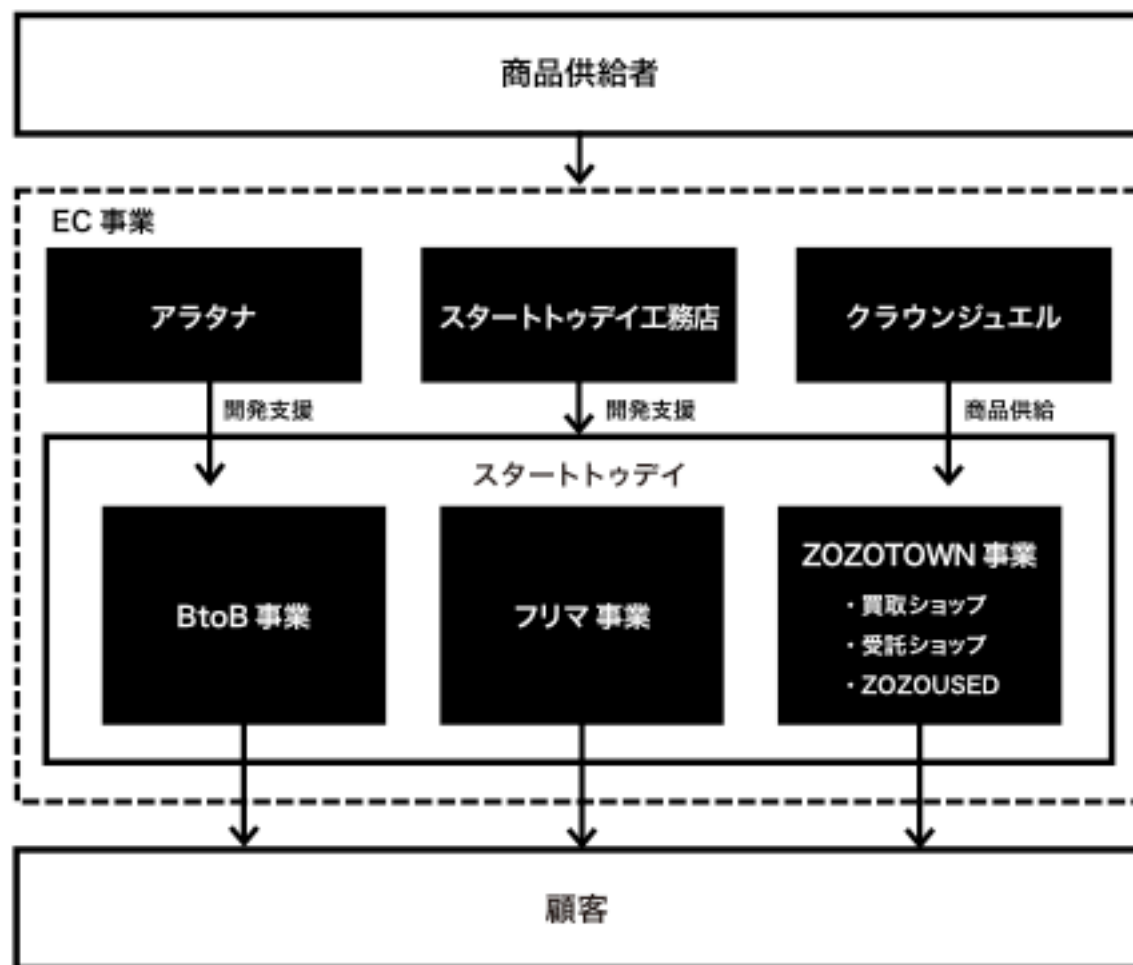 商品供給者
EC 事業
アラタナ
スタートトゥデイ工務店
クラウンジュエル
開発支援
開発支援
商品供給
スタートトゥデイ
BtoB 事業
フリマ 事業
ZOZOTOWN 事業
・買取ショップ
・受託ショップ
・ZOZOUSED
顧客